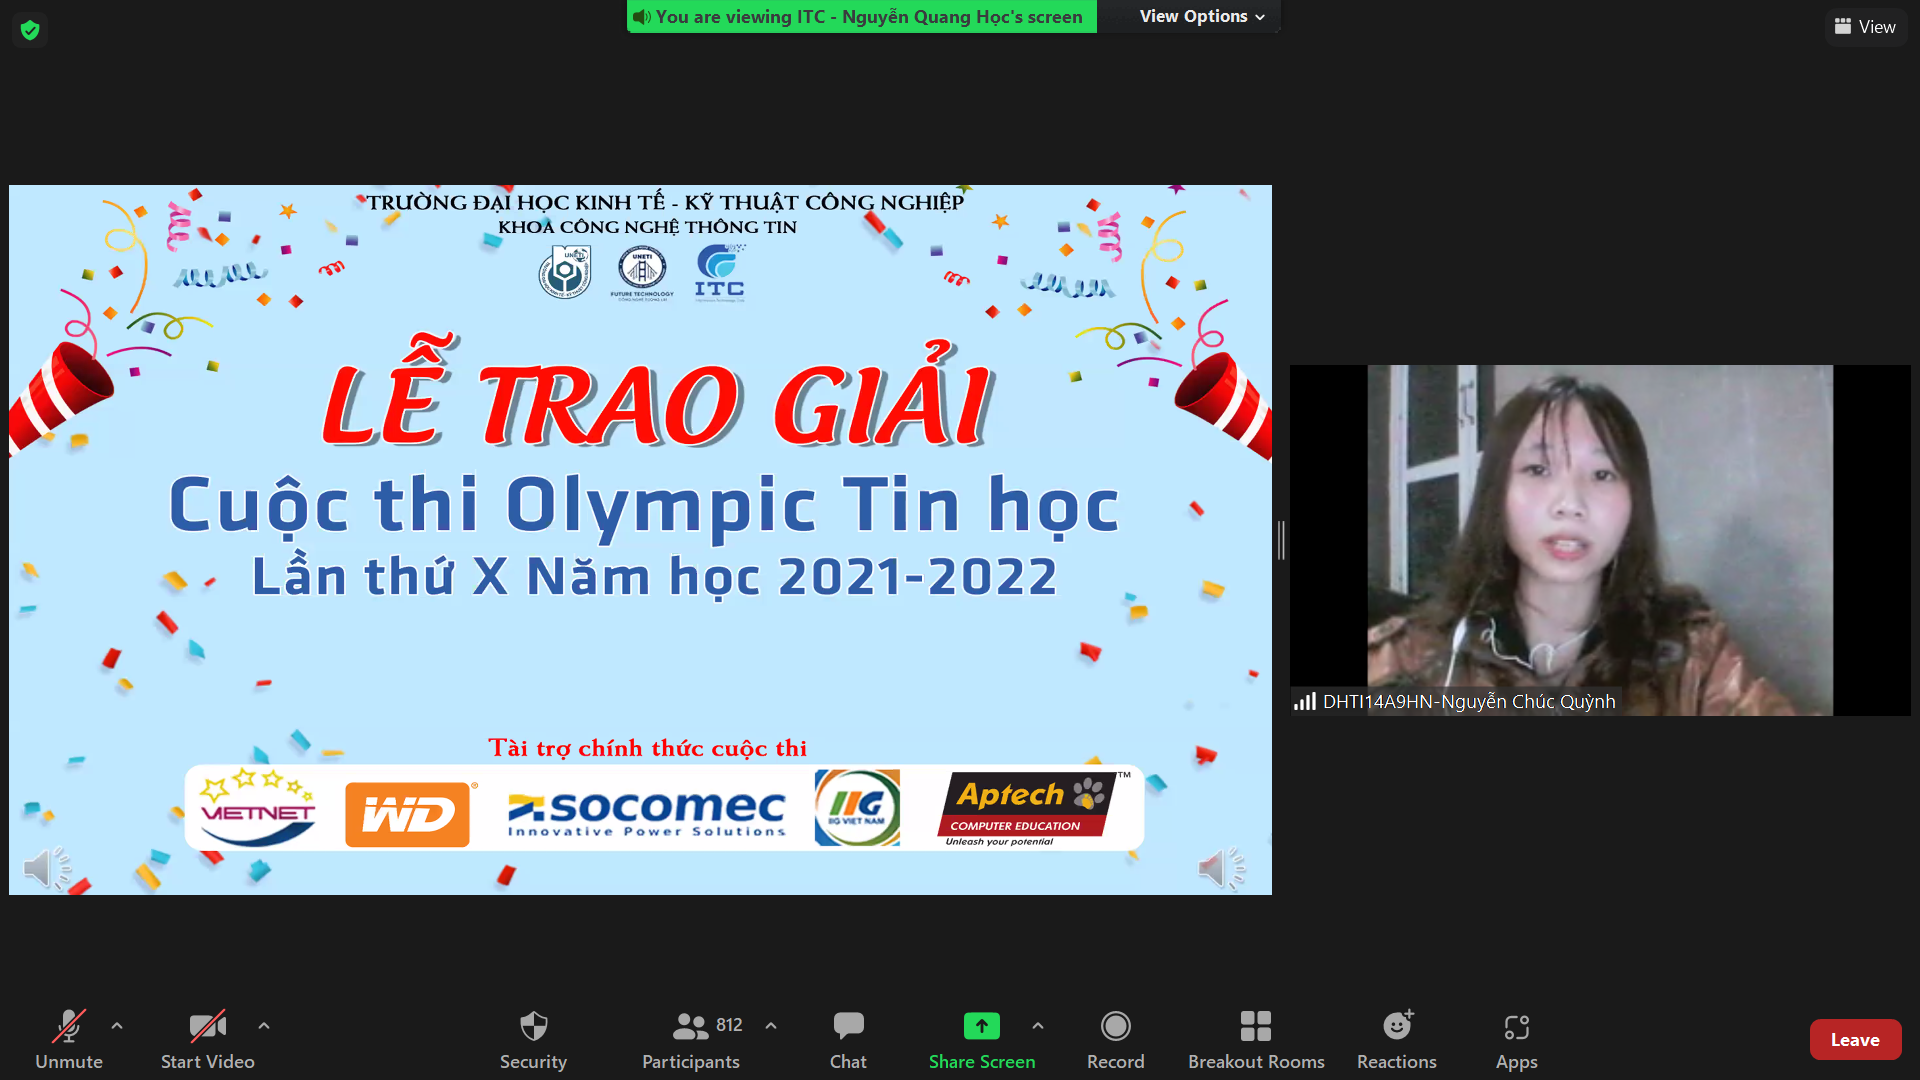 You are viewing ITC - Nguyễn Quang Học's screen
View Options
View
TRƯỜNG ĐẠI HỌC KINH TẾ - KỸ THUẬT CÔNG NGHIỆP
KHOA CÔNG NGHỆ THÔNG TIN
UNETI
UNETI
FUTURE TECHNOLOGY
ITC
LỄ TRAO GIẢI
Cuộc thi Olympic Tin học
Lần thứ X Năm học 2021-2022
DHTI14A9HN-Nguyễn Chúc Quỳnh
Tài trợ chính thức cuộc thi
VIETNET
WD®
socomec
Innovative Power Solutions
IIG
IIG VIET NAM
Aptech™
COMPUTER EDUCATION
Unleash your potential
Unmute
Start Video
Security
812
Participants
Chat
Share Screen
Record
Breakout Rooms
Reactions
Apps
Leave